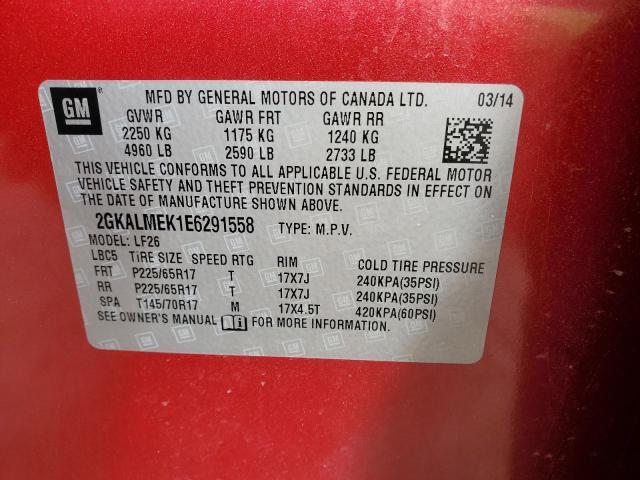 GM
MFD BY GENERAL MOTORS OF CANADA LTD. 03/14
GVWR GAWR FRT GAWR RR
2250 KG 1175 KG 1240 KG
4960 LB 2590 LB 2733 LB
THIS VEHICLE CONFORMS TO ALL APPLICABLE U.S. FEDERAL MOTOR
VEHICLE SAFETY AND THEFT PREVENTION STANDARDS IN EFFECT ON
THE DATE OF MANUFACTURE SHOWN ABOVE.
2GKALMEK1E6291558 TYPE: M.P.V.
MODEL: LF26
LBC5 TIRE SIZE SPEED RTG RIM COLD TIRE PRESSURE
FRT P225/65R17 T 17X7J 240KPA(35PSI)
RR P225/65R17 T 17X7J 240KPA(35PSI)
SPA T145/70R17 M 17X4.5T 420KPA(60PSI)
SEE OWNER'S MANUAL FOR MORE INFORMATION.